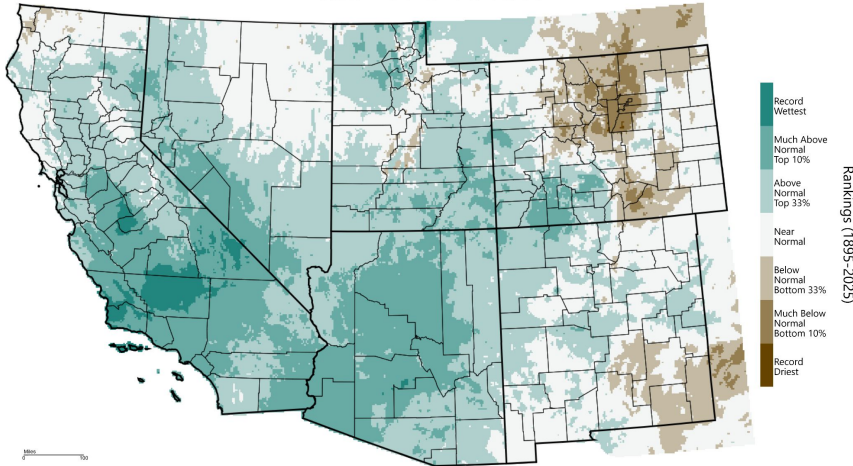 Record
Wettest
Much Above
Normal
Top 10%
Above
Normal
Top 33%
Near
Normal
Below
Normal
Bottom 33%
Much Below
Normal
Bottom 10%
Record
Driest
Rankings (1895-2025)
Miles
0 100